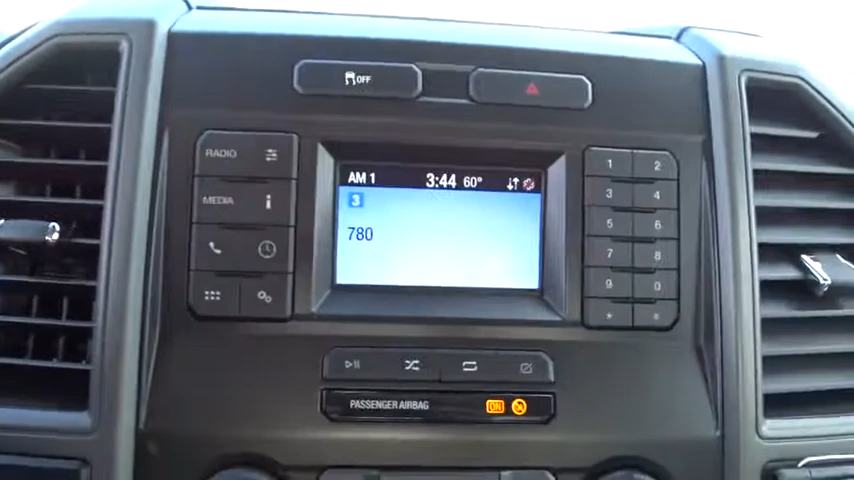 OFF
RADIO
MEDIA
i
AM 1 3:44 60°
3
780
1 2
3 4
5 6
7 8
9 0
*
PASSENGER AIRBAG ON